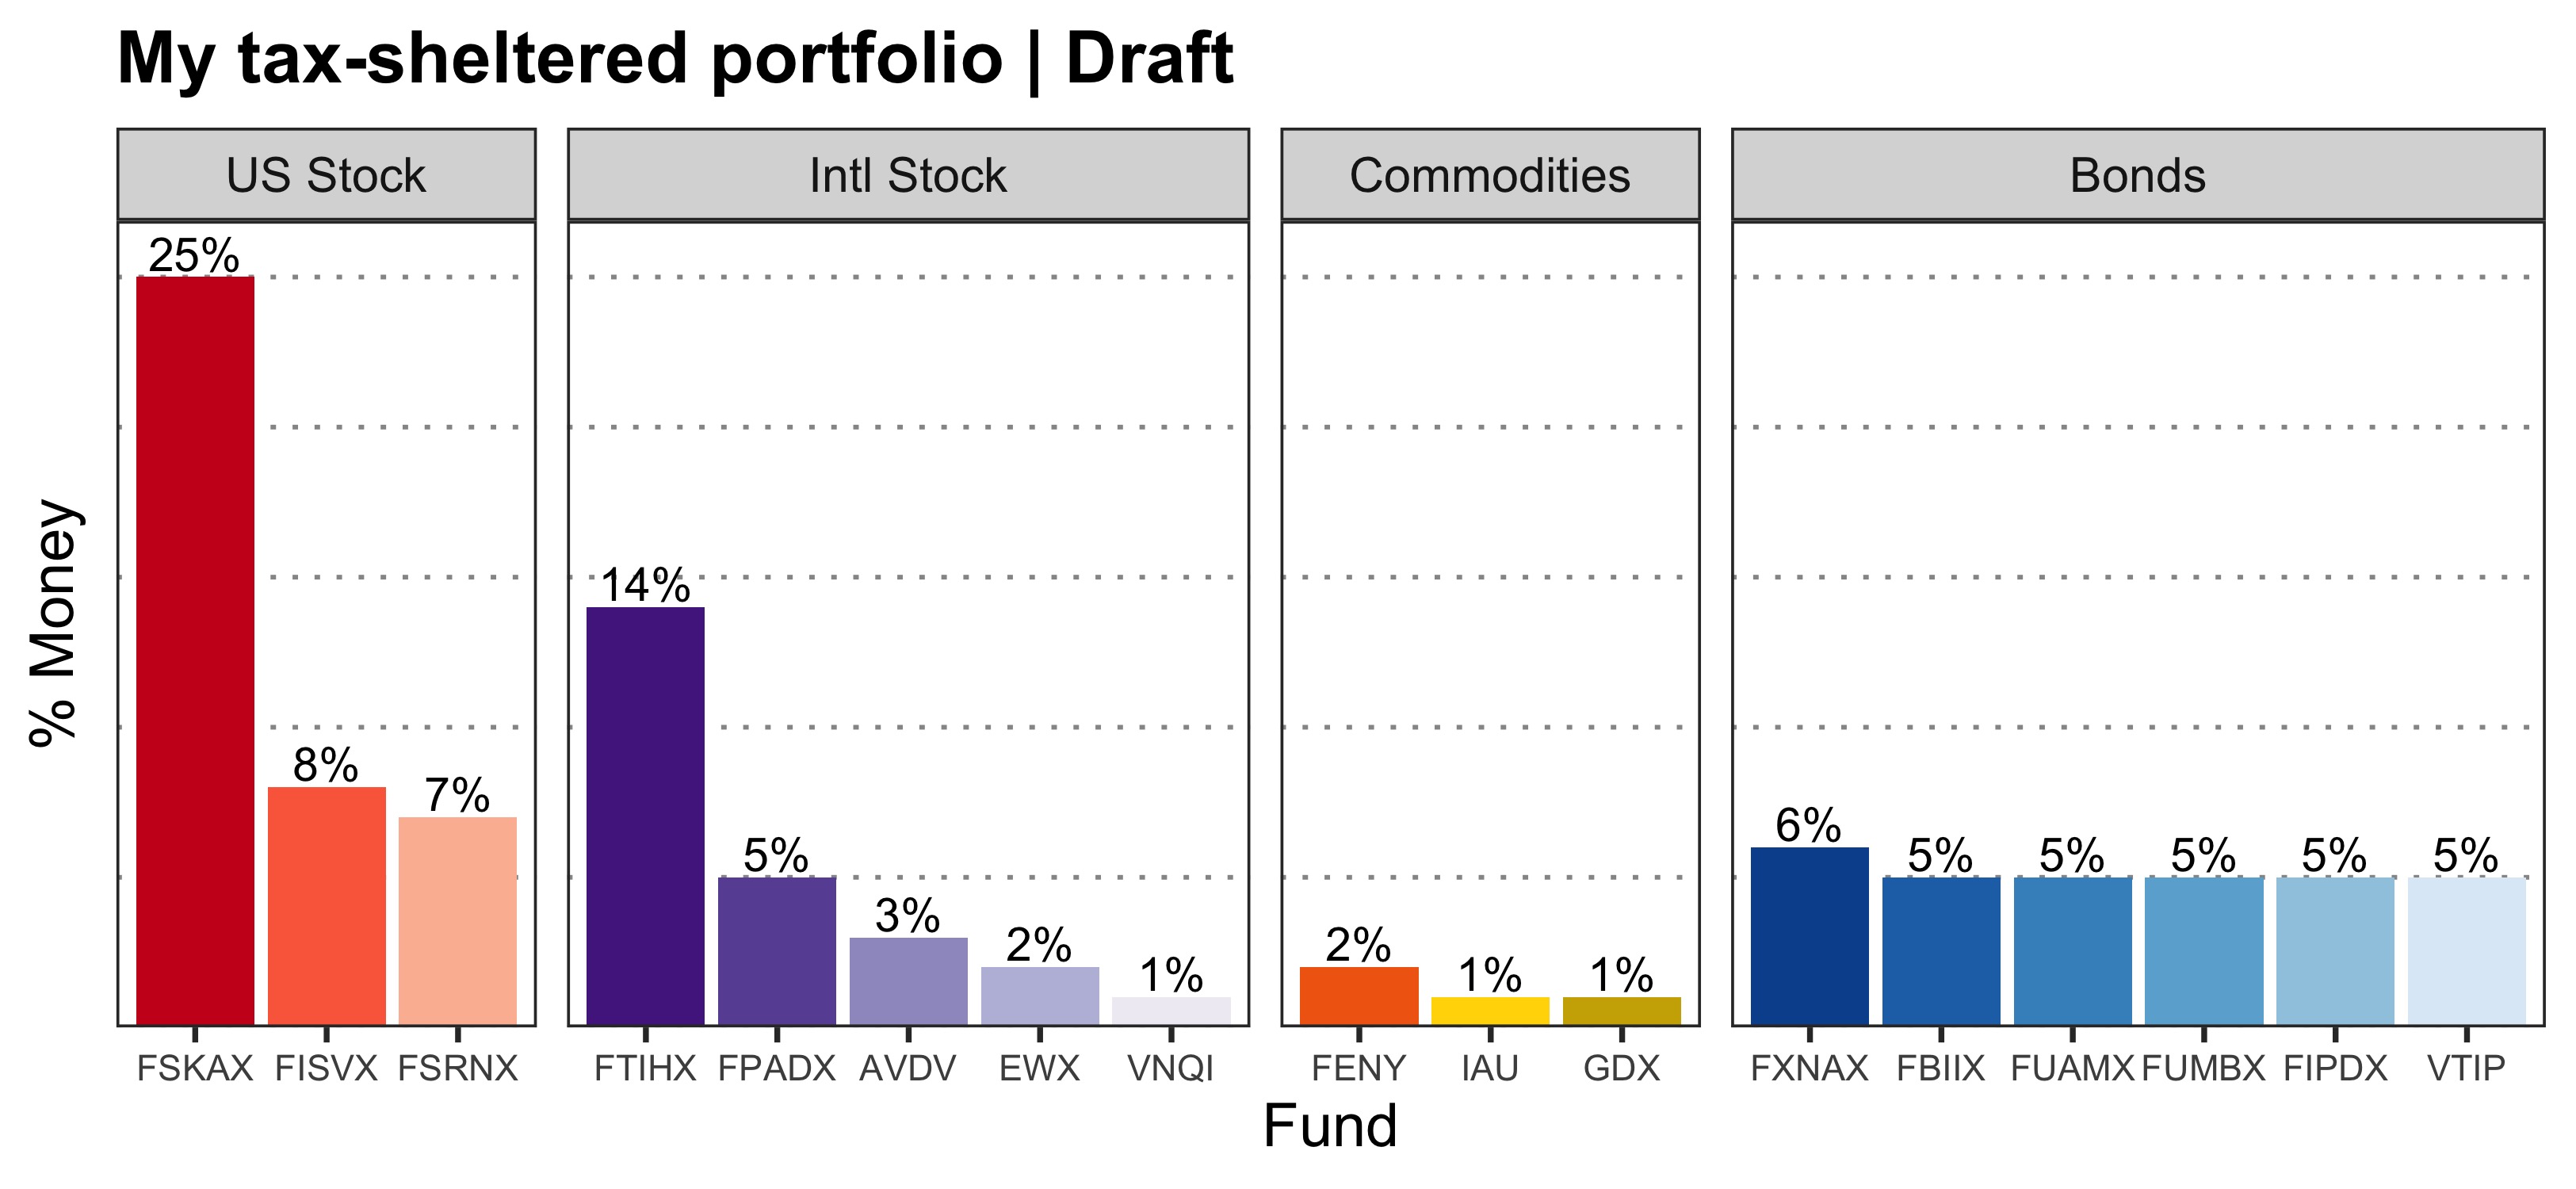 My tax-sheltered portfolio | Draft
US Stock
Intl Stock
Commodities
Bonds
% Money
25%
8%
7%
14%
5%
3%
2%
1%
2%
1%
1%
6%
5%
5%
5%
5%
5%
FSKAX FISVX FSRNX
FTIHX FPADX AVDV EWX VNQI
FENY IAU GDX
FXNAX FBIIX FUAMX FUMBX FIPDX VTIP
Fund